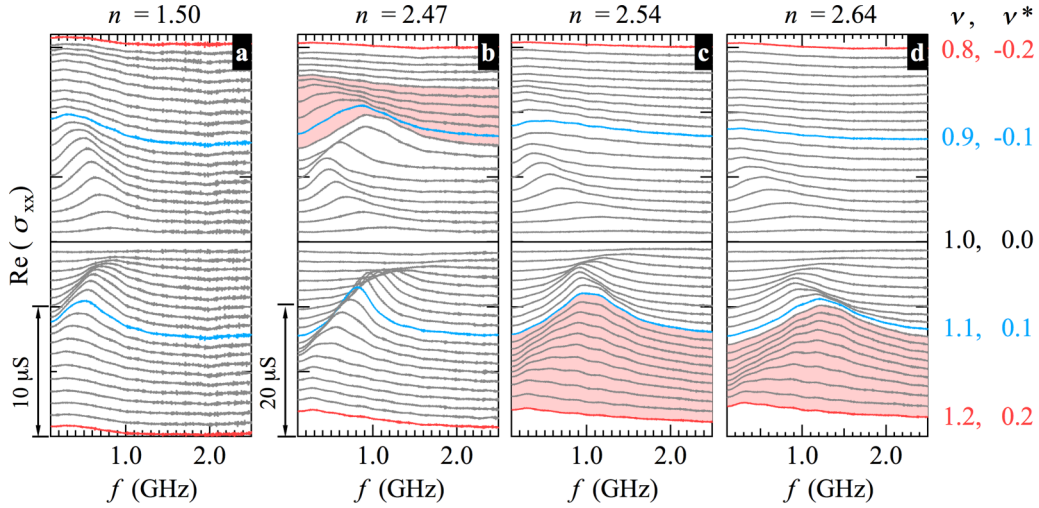 n = 1.50 n = 2.47 n = 2.54 n = 2.64 ν, ν*
a b c d
0.8, -0.2
0.9, -0.1
Re ( σxx )
1.0, 0.0
1.1, 0.1
10 μS
20 μS
1.2, 0.2
1.0 2.0 1.0 2.0 1.0 2.0 1.0 2.0
f (GHz) f (GHz) f (GHz) f (GHz)